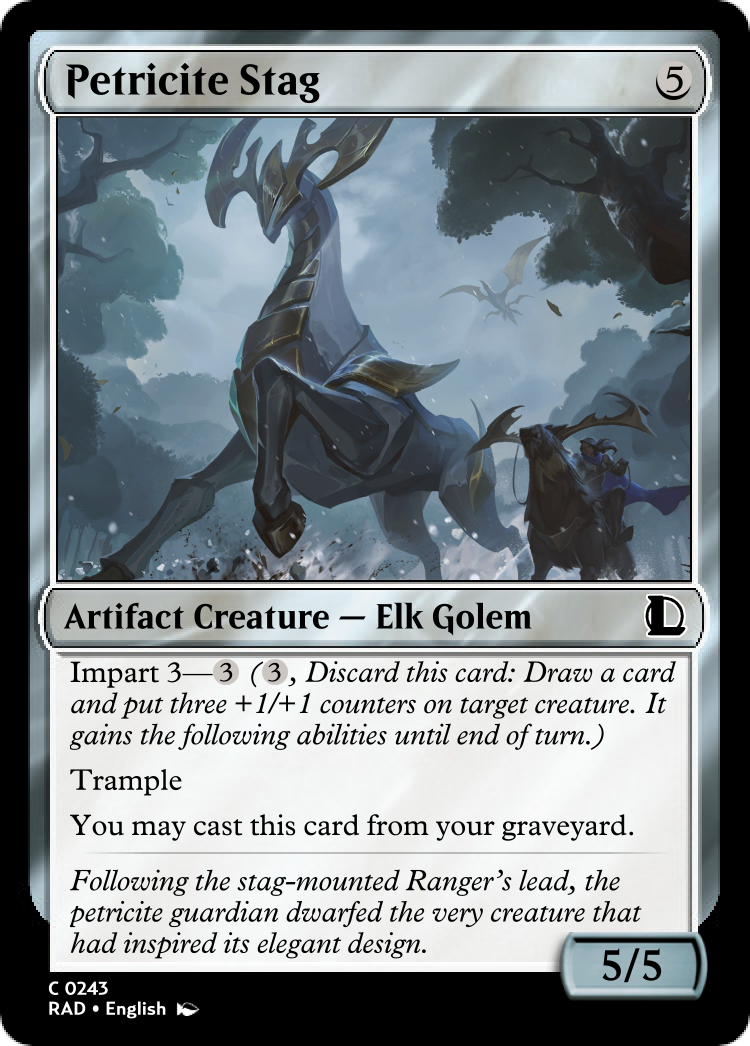 Petricite Stag 5
Artifact Creature — Elk Golem
Impart 3—3 (3, Discard this card: Draw a card
and put three +1/+1 counters on target creature. It
gains the following abilities until end of turn.)
Trample
You may cast this card from your graveyard.
Following the stag-mounted Ranger's lead, the
petricite guardian dwarfed the very creature that
had inspired its elegant design.
5/5
C 0243
RAD • English